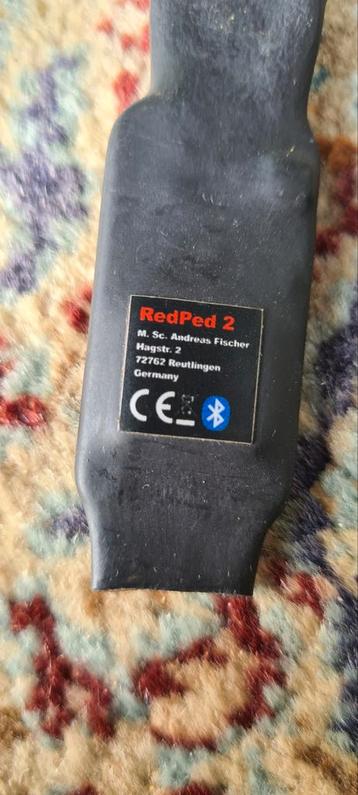 RedPed 2
M. Sc. Andreas Fischer
Hagstr. 2
72762 Reutlingen
Germany
CE